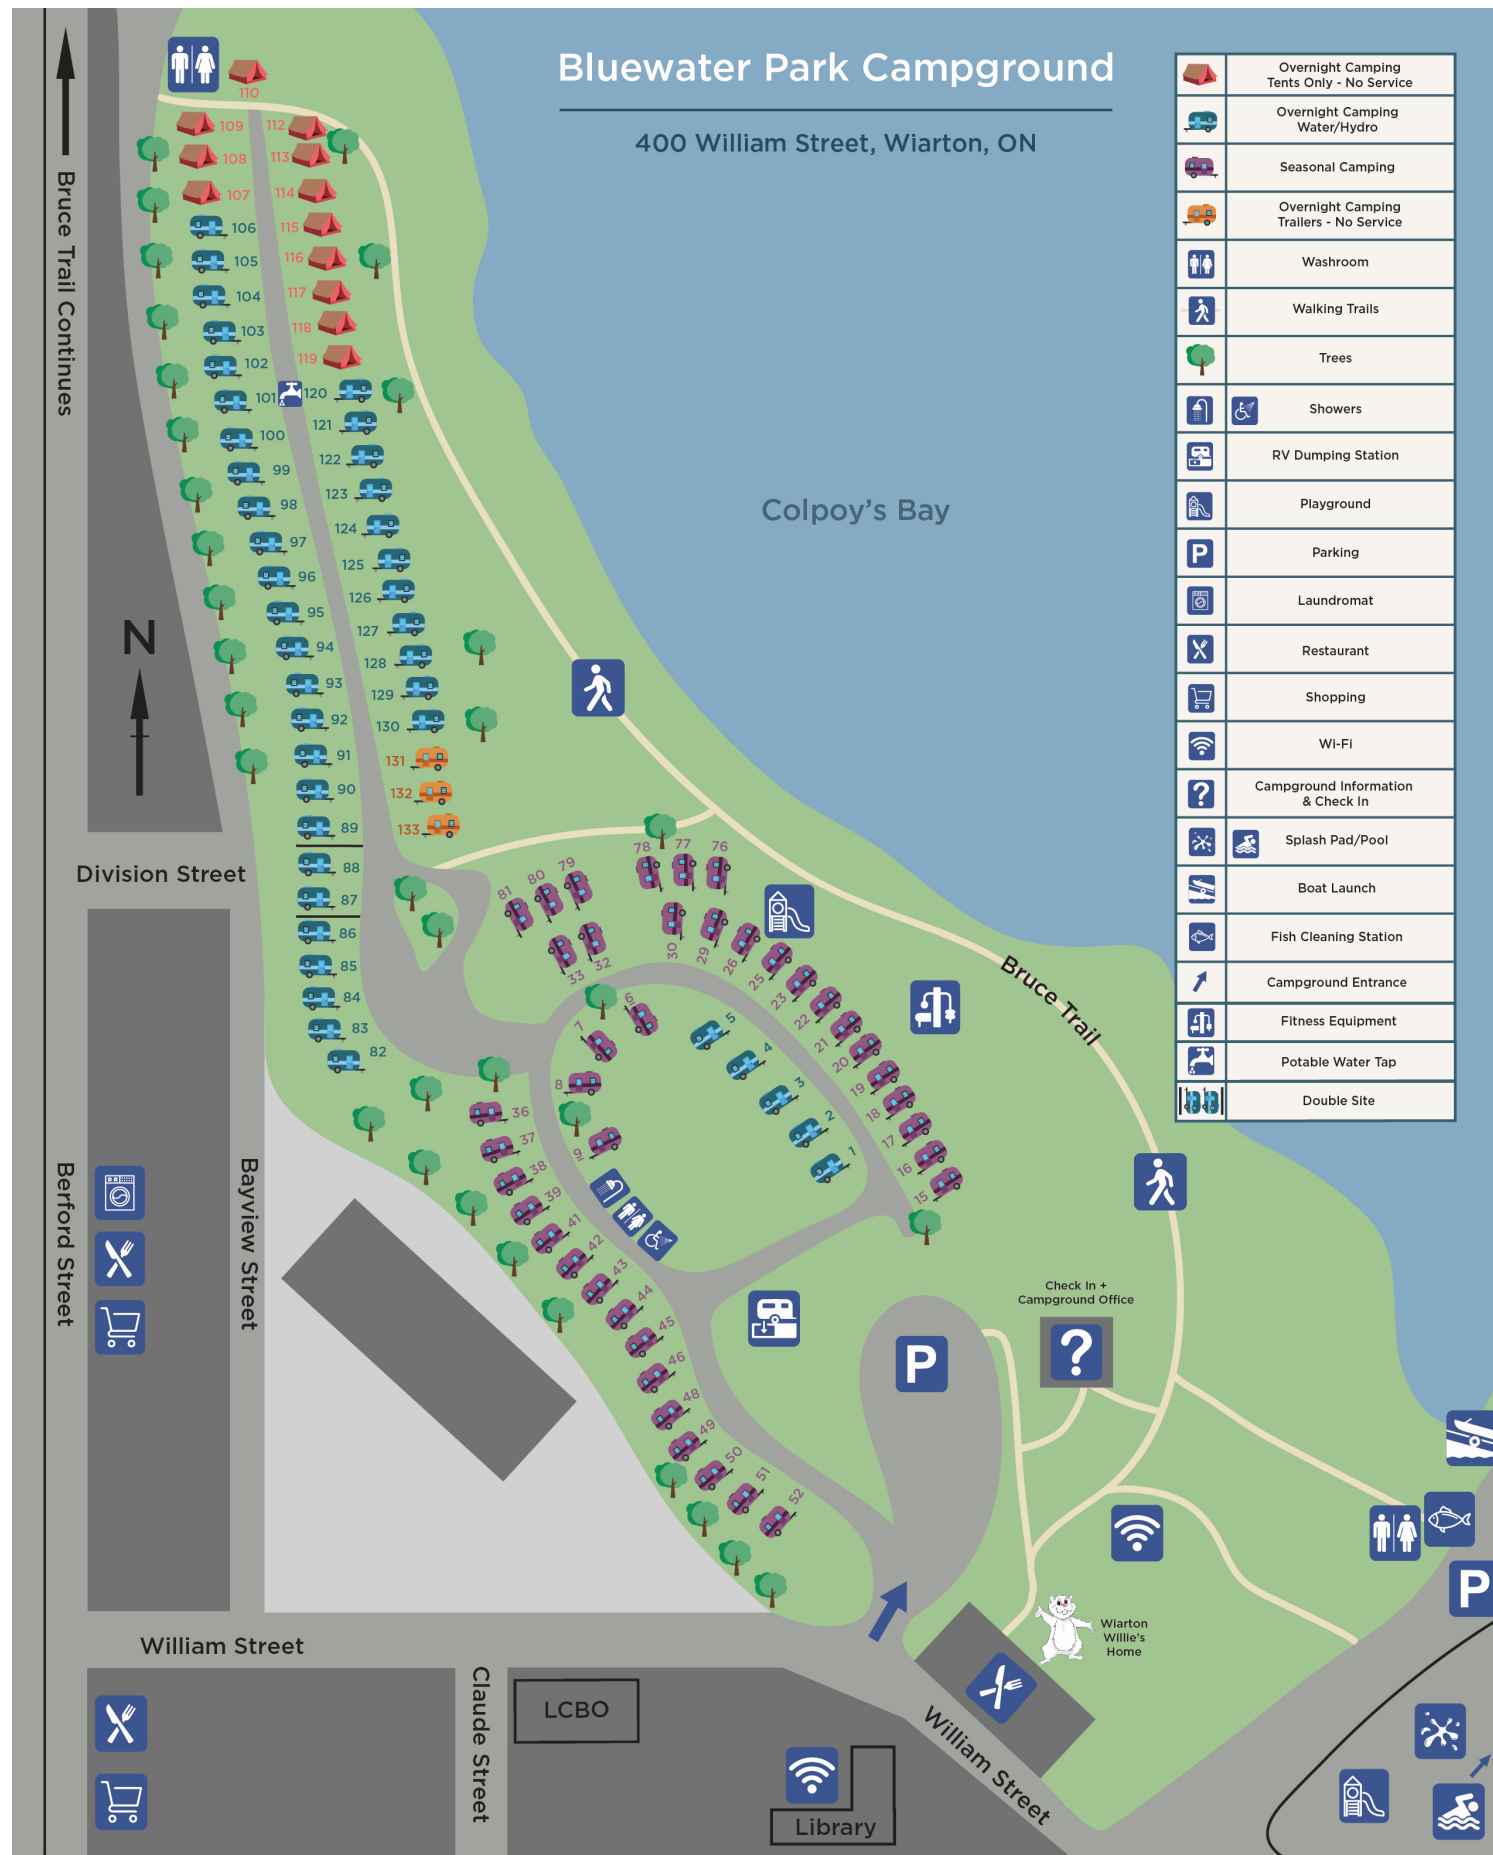 Bluewater Park Campground
400 William Street, Wiarton, ON
Colpoy's Bay
Bruce Trail Continues
N
110
109
112
108
113
107
114
106
115
105
116
104
117
103
118
102
119
101
120
100
121
99
122
98
123
97
124
96
125
95
126
94
127
93
128
92
129
91
130
90
131
89
132
88
133
87
86
85
84
83
82
Division Street
81
80
79
78
77
76
33
32
30
29
26
25
23
22
21
20
19
18
17
16
15
6
7
8
9
5
4
3
2
1
36
37
38
39
41
42
43
44
45
46
48
49
50
51
52
Bruce Trail
Berford Street
Bayview Street
Check In +
Campground Office
?
P
P
Wiarton
Willie's
Home
William Street
Claude Street
LCBO
Library
William Street
Overnight Camping
Tents Only - No Service
Overnight Camping
Water/Hydro
Seasonal Camping
Overnight Camping
Trailers - No Service
Washroom
Walking Trails
Trees
Showers
RV Dumping Station
Playground
P
Parking
Laundromat
Restaurant
Shopping
Wi-Fi
?
Campground Information
& Check In
Splash Pad/Pool
Boat Launch
Fish Cleaning Station
Campground Entrance
Fitness Equipment
Potable Water Tap
Double Site